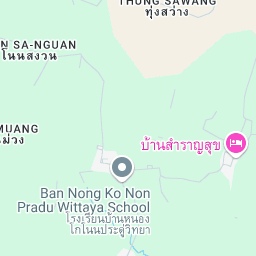 THUNG SAWANG
ทุ่งสว่าง
N SA-NGUAN
โนนสงวน
MUANG
นม่วง
บ้านสำราญสุข
Ban Nong Ko Non
Pradu Wittaya School
โรงเรียนบ้านหนอง
โกโนนประดู่วิทยา